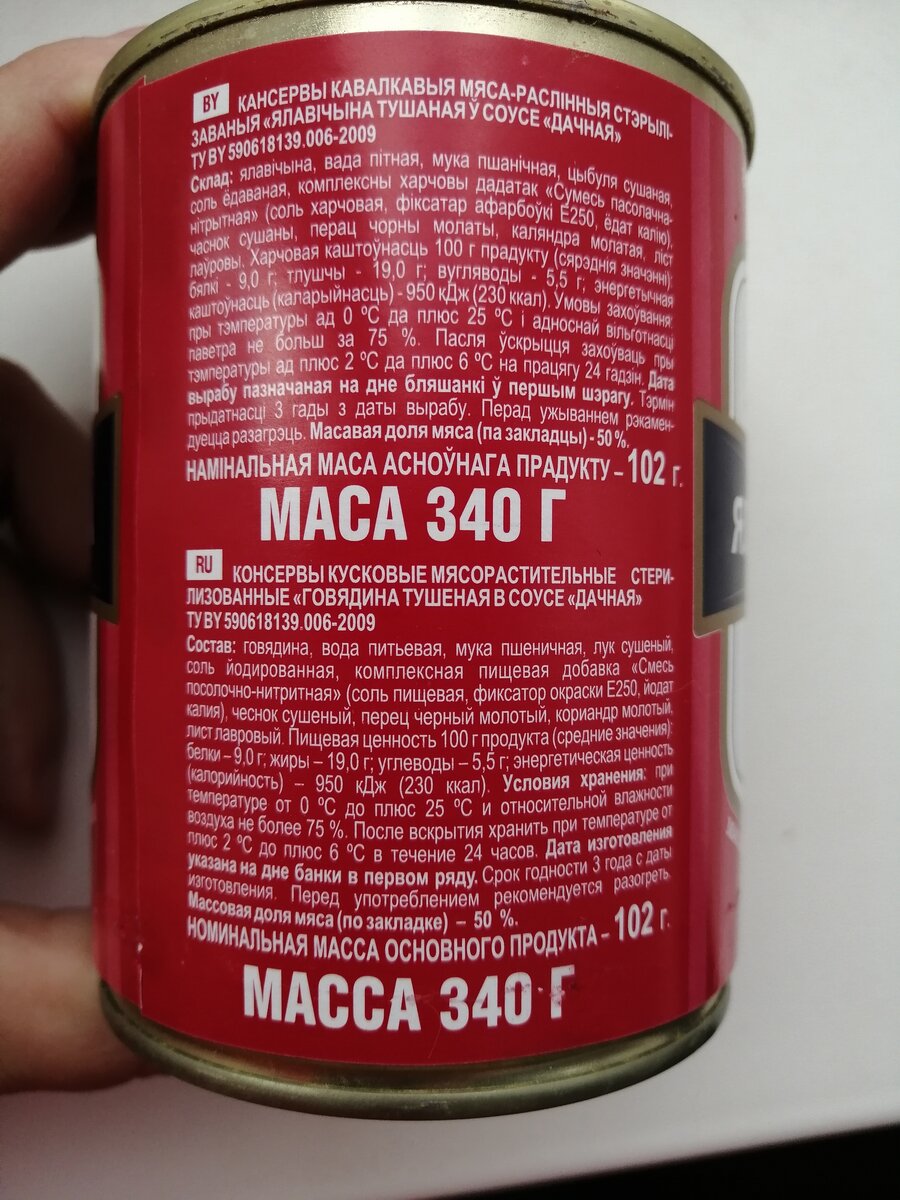 BY КАНСЕРВЫ КАВАЛКАВЫЯ МЯСА-РАСЛІННЫЯ СТЭРЫЛІ-
ЗАВАНЫЯ «ЯЛАВІЧЫНА ТУШАНАЯ Ў СОУСЕ «ДАЧНАЯ»
ТУ BY 590618139.006-2009
Склад: ялавічына, вада пітная, мука пшанічная, цыбуля сушаная,
соль ёдаваная, комплексны харчовы дадатак «Сумесь пасолачна-
нітрытная» (соль харчовая, фіксатар афарбоўкі Е250, ёдат калію),
часнок сушаны, перац чорны молаты, каляндра молатая, ліст
лаўровы. Харчовая каштоўнасць 100 г прадукту (сярэднія значэнні):
бялкі - 9,0 г; тлушчы - 19,0 г; вугляводы - 5,5 г; энергетычная
каштоўнасць (каларыйнасць) - 950 кДж (230 ккал). Умовы захоўвання:
пры тэмпературы ад 0 °С да плюс 25 °С і адноснай вільготнасці
паветра не больш за 75 %. Пасля ўскрыцця захоўваць пры
тэмпературы ад плюс 2 °С да плюс 6 °С на працягу 24 гадзін. Дата
вырабу пазначаная на дне бляшанкі ў першым шэрагу. Тэрмін
прыдатнасці 3 гады з даты вырабу. Перад ужываннем рэкамен-
дуецца разагрэць. Масавая доля мяса (па закладцы) - 50 %.
НАМІНАЛЬНАЯ МАСА АСНОЎНАГА ПРАДУКТУ – 102 г.
МАСА 340 Г
RU КОНСЕРВЫ КУСКОВЫЕ МЯСОРАСТИТЕЛЬНЫЕ СТЕРИ-
ЛИЗОВАННЫЕ «ГОВЯДИНА ТУШЕНАЯ В СОУСЕ «ДАЧНАЯ»
ТУ BY 590618139.006-2009
Состав: говядина, вода питьевая, мука пшеничная, лук сушеный,
соль йодированная, комплексная пищевая добавка «Смесь
посолочно-нитритная» (соль пищевая, фиксатор окраски Е250, йодат
калия), чеснок сушеный, перец черный молотый, кориандр молотый,
лист лавровый. Пищевая ценность 100 г продукта (средние значения):
белки – 9,0 г; жиры – 19,0 г; углеводы – 5,5 г; энергетическая ценность
(калорийность) – 950 кДж (230 ккал). Условия хранения: при
температуре от 0 °С до плюс 25 °С и относительной влажности
воздуха не более 75 %. После вскрытия хранить при температуре от
плюс 2 °С до плюс 6 °С в течение 24 часов. Дата изготовления
указана на дне банки в первом ряду. Срок годности 3 года с даты
изготовления. Перед употреблением рекомендуется разогреть.
Массовая доля мяса (по закладке) – 50 %.
НОМИНАЛЬНАЯ МАССА ОСНОВНОГО ПРОДУКТА – 102 г.
МАССА 340 Г